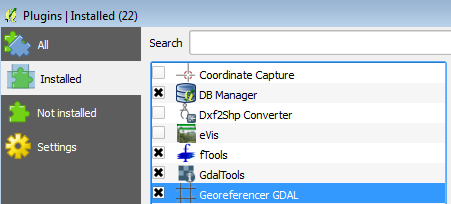 Plugins | Installed (22)
All
Installed
Not installed
Settings
Search
Coordinate Capture
DB Manager
Dxf2Shp Converter
eVis
fTools
GdalTools
Georeferencer GDAL